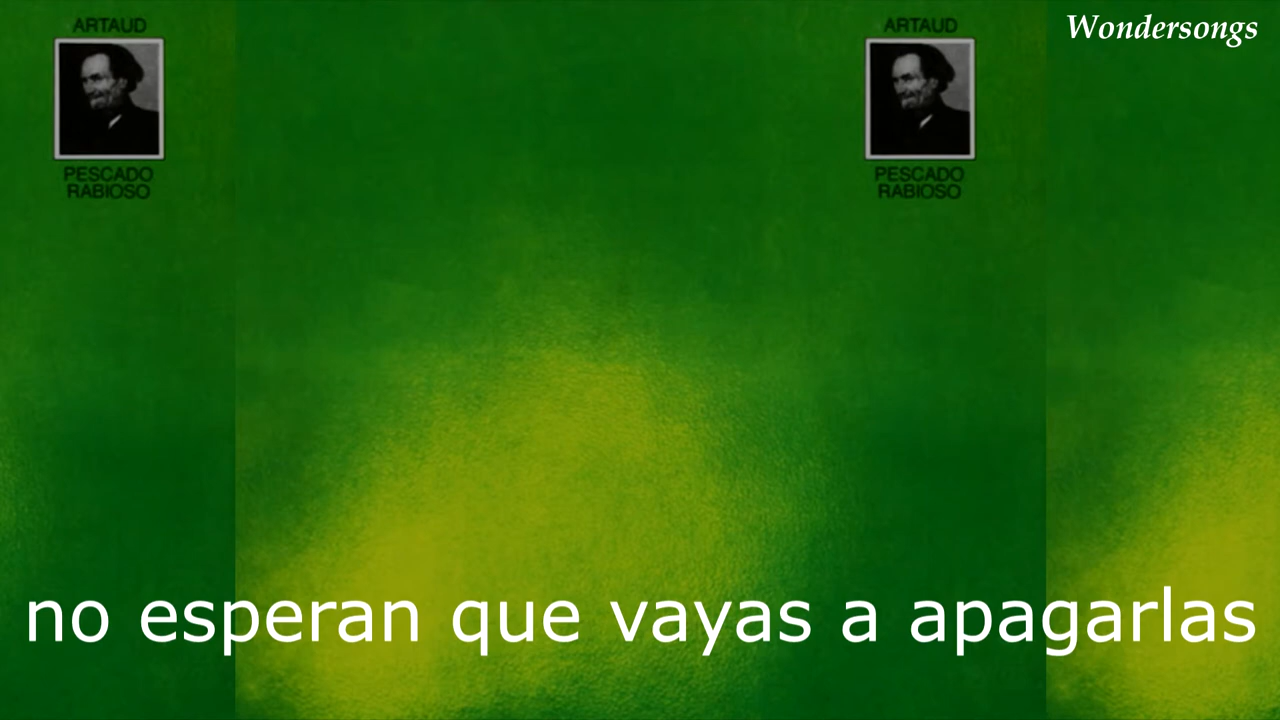 ARTAUD
PESCADO
RABIOSO
ARTAUD
PESCADO
RABIOSO
Wondersongs
no esperan que vayas a apagarlas